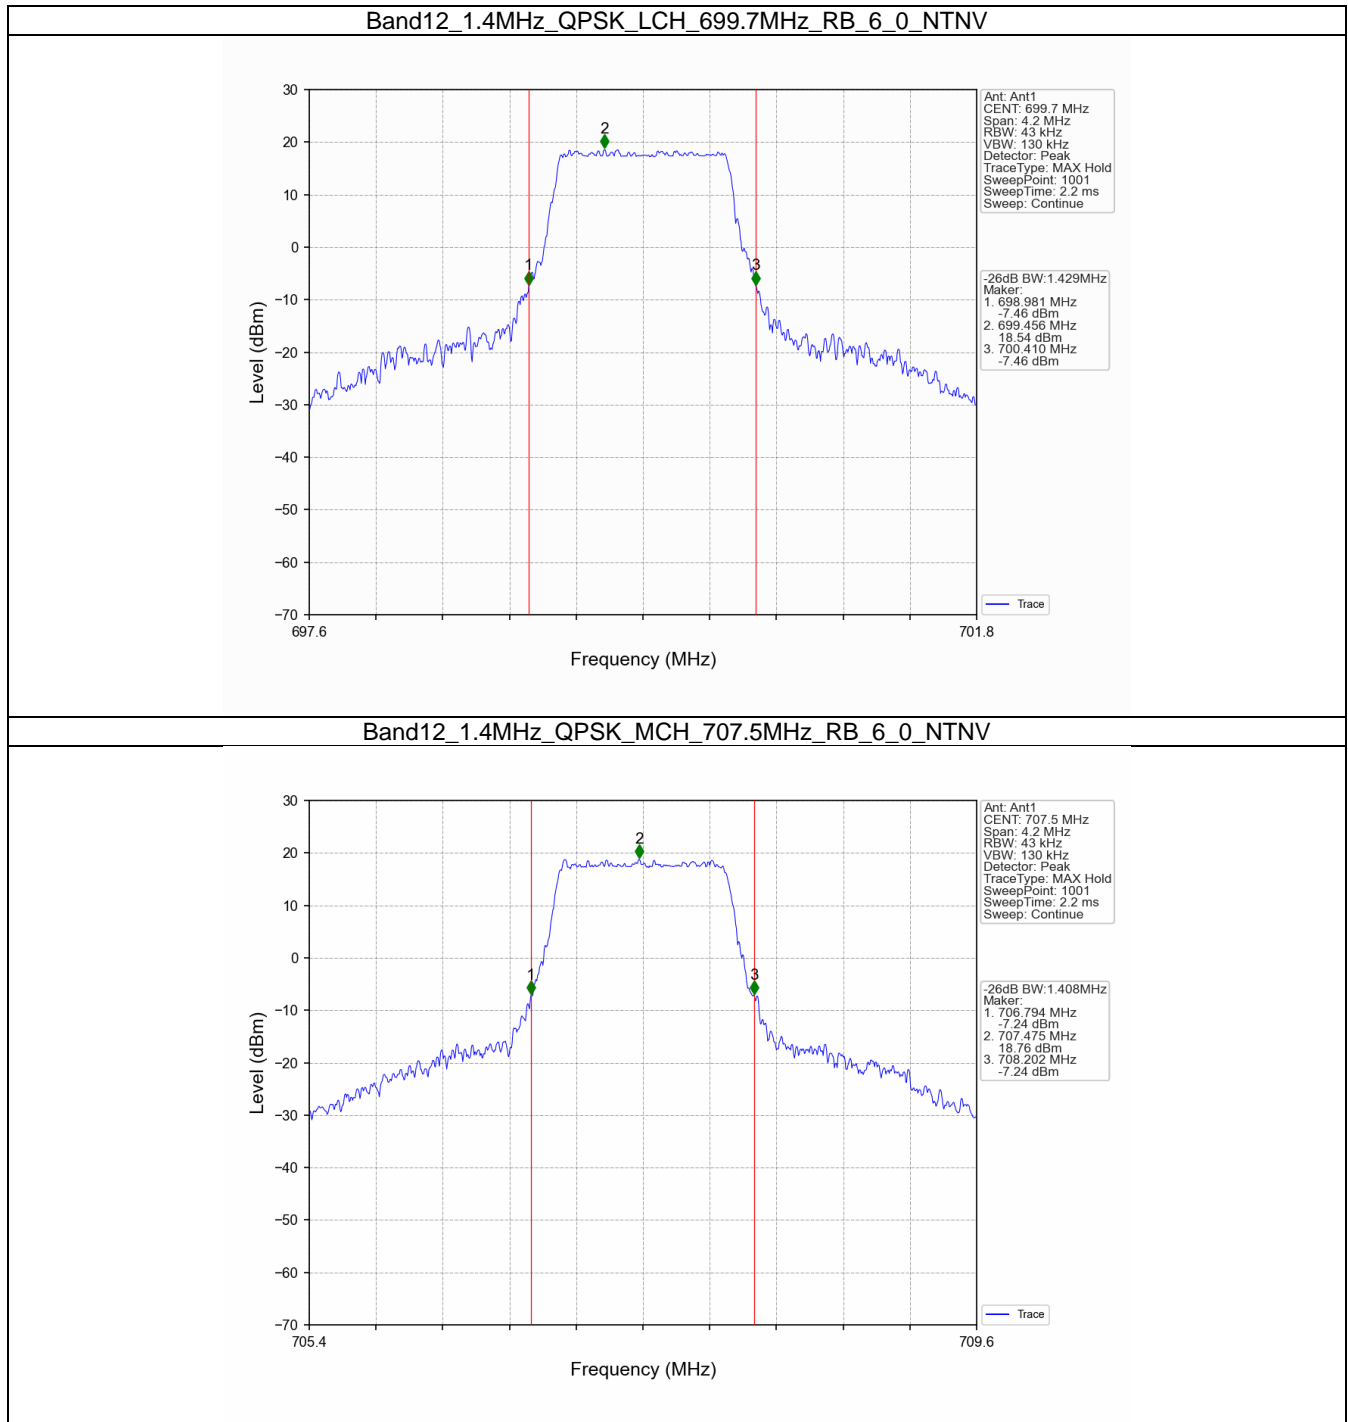 Band12_1.4MHz_QPSK_LCH_699.7MHz_RB_6_0_NTNV
30
20
10
0
−10
−20
−30
−40
−50
−60
−70
Level (dBm)
1
2
3
697.6
701.8
Frequency (MHz)
Ant: Ant1
CENT: 699.7 MHz
Span: 4.2 MHz
RBW: 43 kHz
VBW: 130 kHz
Detector: Peak
TraceType: MAX Hold
SweepPoint: 1001
SweepTime: 2.2 ms
Sweep: Continue
-26dB BW:1.429MHz
Maker:
1. 698.981 MHz
-7.46 dBm
2. 699.456 MHz
18.54 dBm
3. 700.410 MHz
-7.46 dBm
Trace
Band12_1.4MHz_QPSK_MCH_707.5MHz_RB_6_0_NTNV
30
20
10
0
−10
−20
−30
−40
−50
−60
−70
Level (dBm)
1
2
3
705.4
709.6
Frequency (MHz)
Ant: Ant1
CENT: 707.5 MHz
Span: 4.2 MHz
RBW: 43 kHz
VBW: 130 kHz
Detector: Peak
TraceType: MAX Hold
SweepPoint: 1001
SweepTime: 2.2 ms
Sweep: Continue
-26dB BW:1.408MHz
Maker:
1. 706.794 MHz
-7.24 dBm
2. 707.475 MHz
18.76 dBm
3. 708.202 MHz
-7.24 dBm
Trace